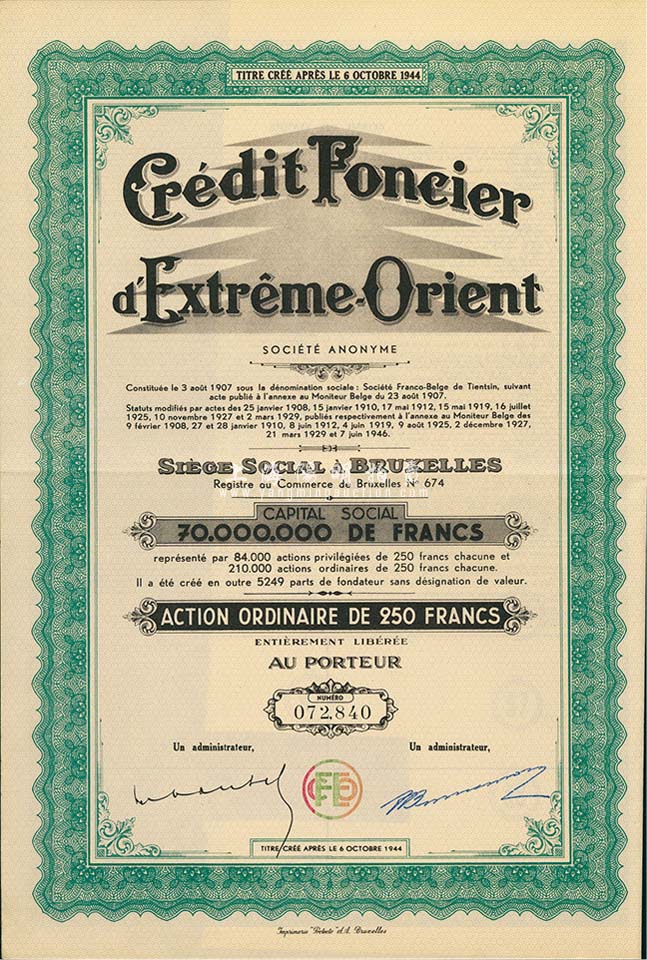 TITRE CRÉÉ APRÈS LE 6 OCTOBRE 1944
Crédit Foncier
d'Extrême-Orient
SOCIÉTÉ ANONYME
Constituée le 3 août 1907 sous la dénomination sociale : Société Franco-Belge de Tientsin, suivant
acte publié à l'annexe au Moniteur Belge du 23 août 1907.
Statuts modifiés par actes des 25 janvier 1908, 15 janvier 1910, 17 mai 1912, 15 mai 1919, 16 juillet
1925, 10 novembre 1927 et 2 mars 1929, publiés respectivement à l'annexe au Moniteur Belge des
9 février 1908, 27 et 28 janvier 1910, 8 juin 1912, 4 juin 1919, 9 août 1925, 2 décembre 1927,
21 mars 1929 et 7 juin 1946.
SIÈGE SOCIAL À BRUXELLES
Registre du Commerce de Bruxelles N° 674
CAPITAL SOCIAL
70.000.000 DE FRANCS
représenté par 84.000 actions privilégiées de 250 francs chacune et
210.000 actions ordinaires de 250 francs chacune.
Il a été créé en outre 5249 parts de fondateur sans désignation de valeur.
ACTION ORDINAIRE DE 250 FRANCS
ENTIÈREMENT LIBÉRÉE
AU PORTEUR
NUMÉRO
072,840
Un administrateur, Un administrateur,
CFEO
TITRE CRÉÉ APRÈS LE 6 OCTOBRE 1944
Imprimerie "Protecto" s.A. Bruxelles